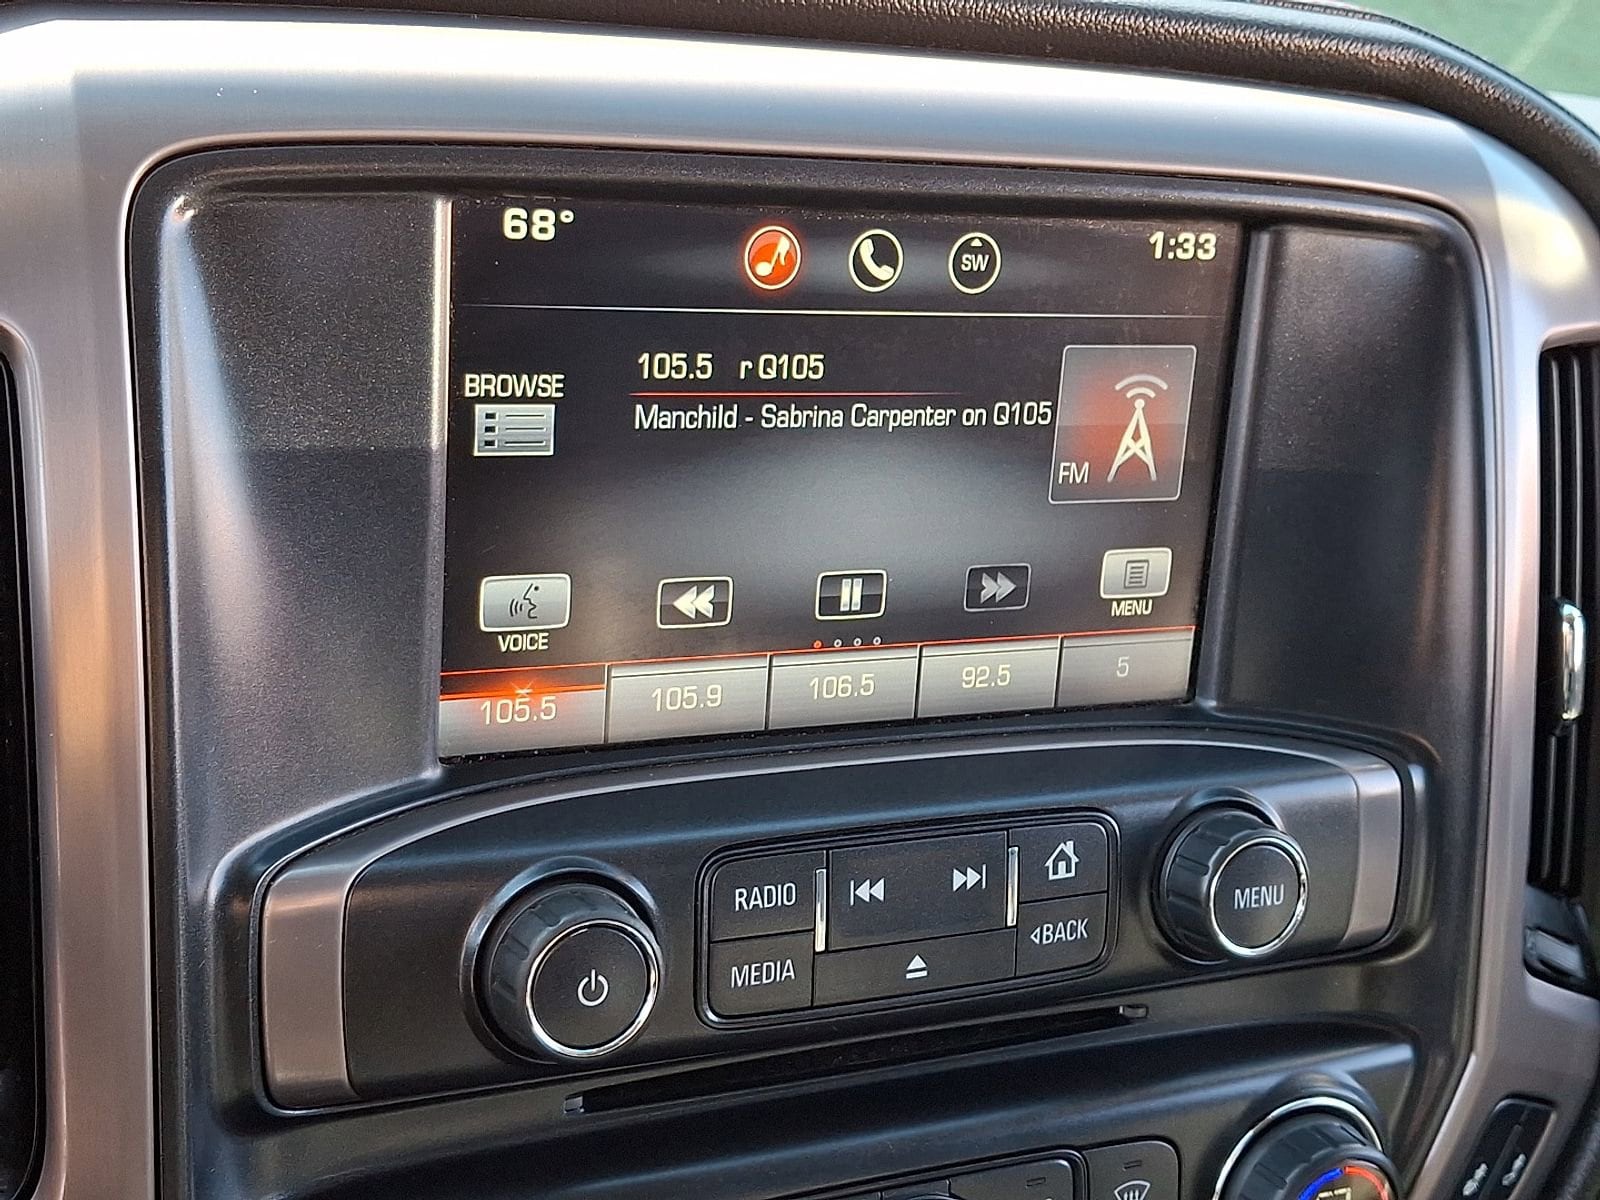 68°
SW
1:33
105.5 r Q105
BROWSE
Manchild - Sabrina Carpenter on Q105
FM
VOICE
MENU
105.5
105.9
106.5
92.5
5
RADIO
MEDIA
BACK
MENU